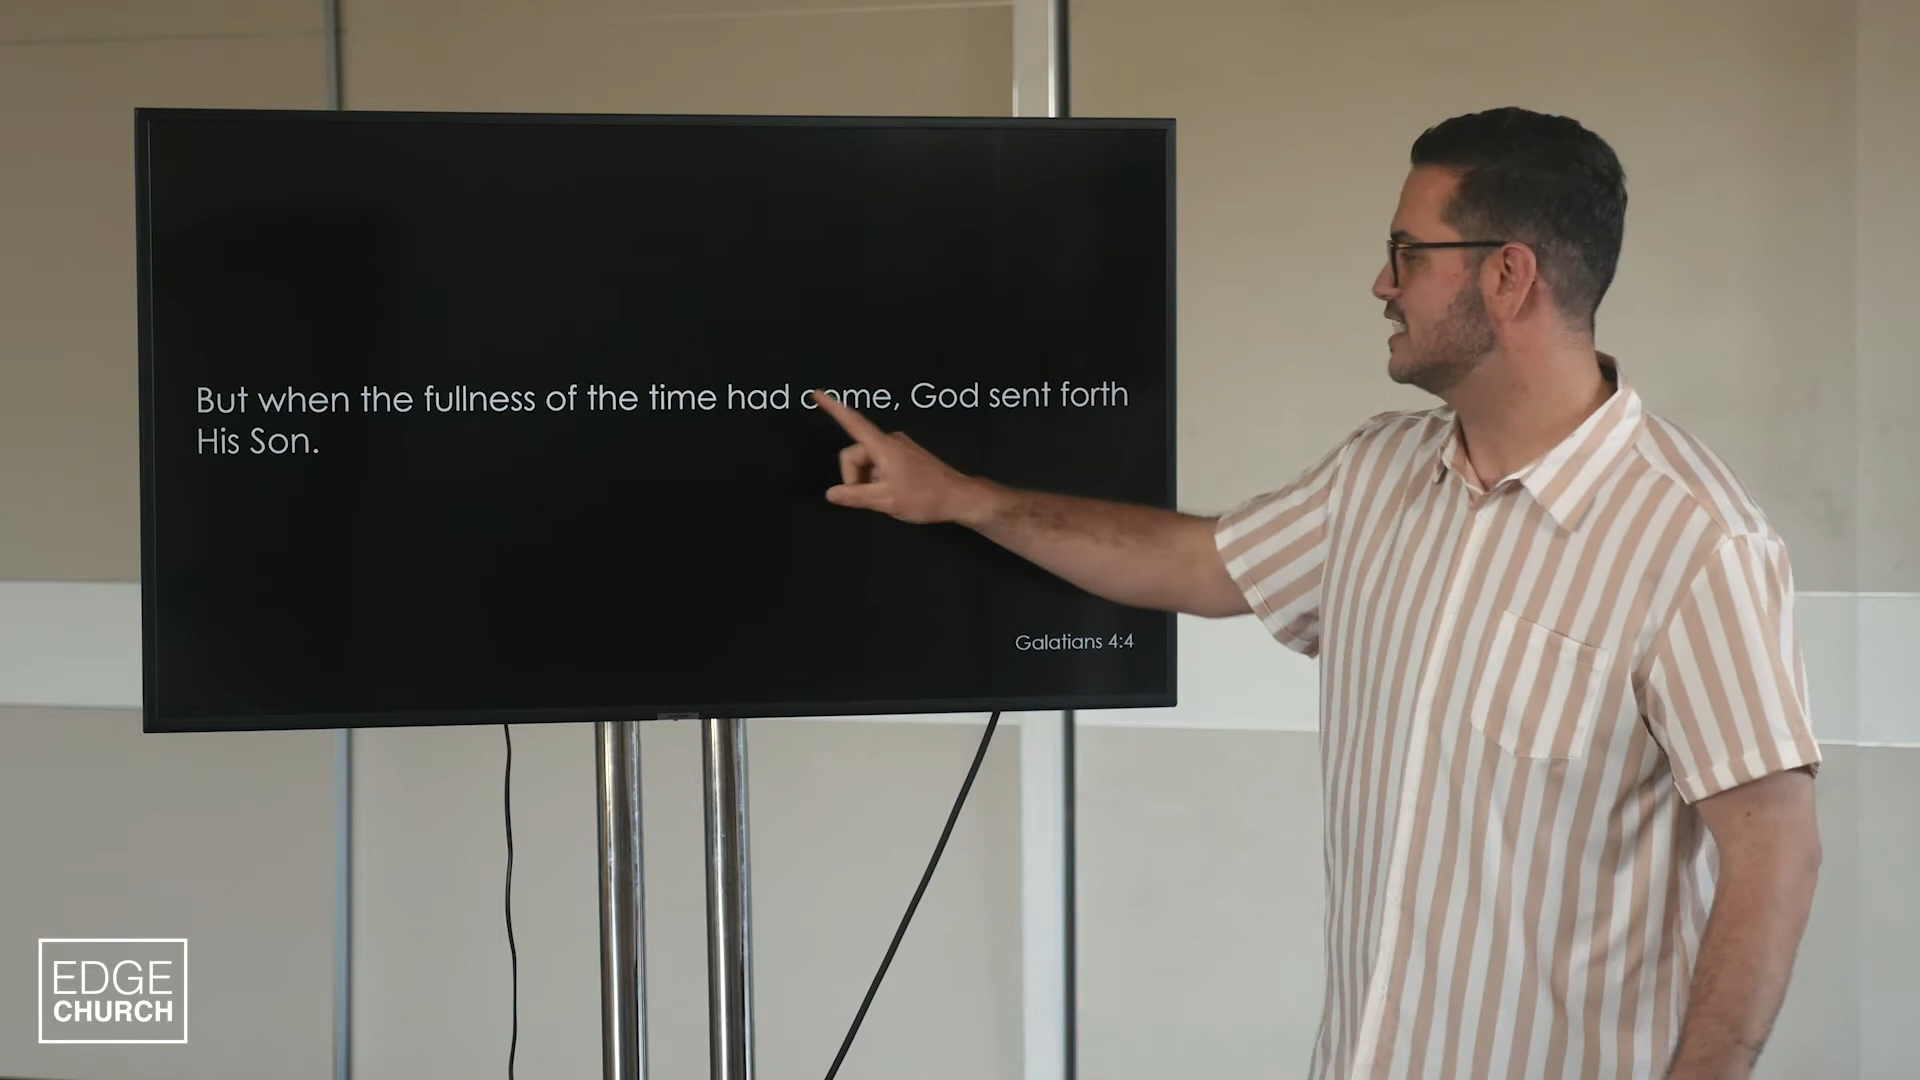 But when the fullness of the time had come, God sent forth
His Son.
Galatians 4:4
EDGE
CHURCH